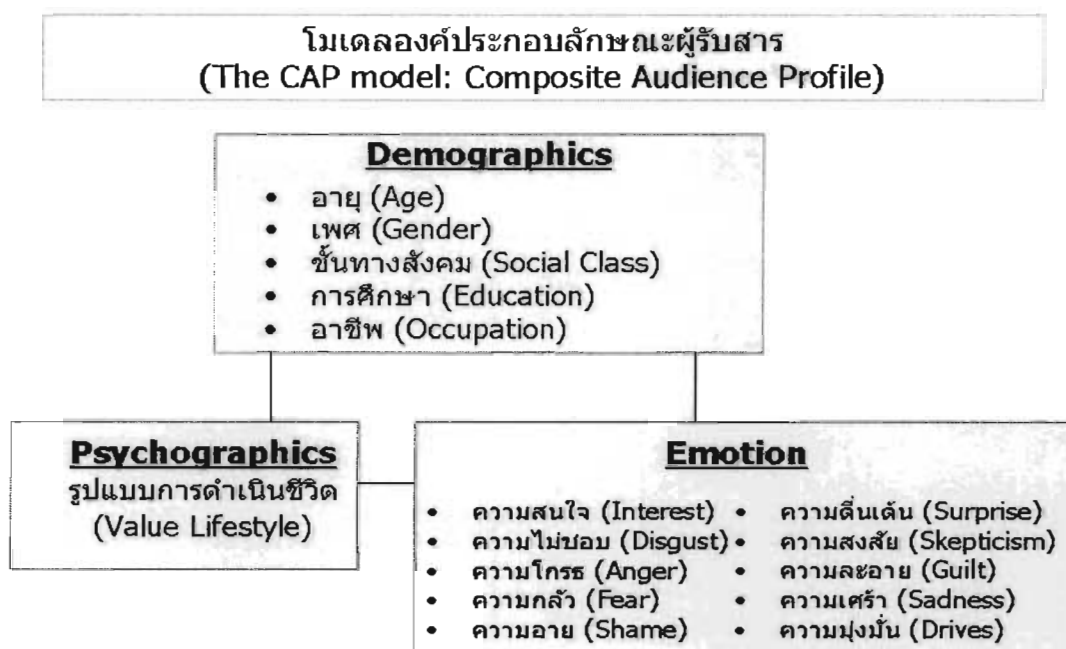 โมเดลองค์ประกอบลักษณะผู้รับสาร
(The CAP model: Composite Audience Profile)
Demographics
• อายุ (Age)
• เพศ (Gender)
• ชั้นทางสังคม (Social Class)
• การศึกษา (Education)
• อาชีพ (Occupation)
Psychographics
รูปแบบการดำเนินชีวิต
(Value Lifestyle)
Emotion
• ความสนใจ (Interest)
• ความไม่ชอบ (Disgust)
• ความโกรธ (Anger)
• ความกลัว (Fear)
• ความอาย (Shame)
• ความตื่นเต้น (Surprise)
• ความสงสัย (Skepticism)
• ความละอาย (Guilt)
• ความเศร้า (Sadness)
• ความมุ่งมั่น (Drives)